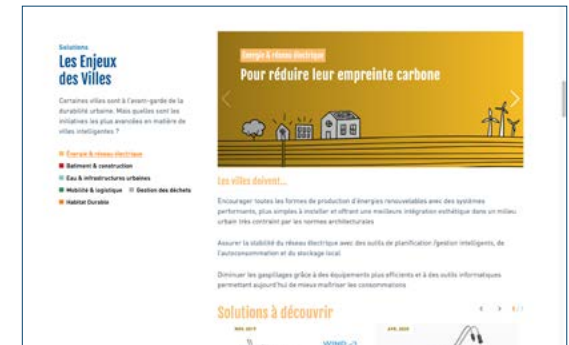 Solutions
Les Enjeux
des Villes
Certaines villes sont à l'avant-garde de la
durabilité urbaine. Mais quelles sont les
initiatives les plus avancées en matière de
villes intelligentes ?
Énergie & réseau électrique
Batiment & construction
Eau & infrastructures urbaines
Mobilité & logistique
Gestion des déchets
Habitat Durable
Energie & réseau électrique
Pour réduire leur empreinte carbone
Les villes doivent...
Encourager toutes les formes de production d'énergies renouvelables avec des systèmes
performants, plus simples à installer et offrant une meilleure intégration esthétique dans un milieu
urbain très contraint par les normes architecturales
Assurer la stabilité du réseau électrique avec des outils de planification /gestion intelligents, de
l'autoconsommation et du stockage local
Diminuer les gaspillages grâce à des équipements plus efficients et à des outils informatiques
permettant aujourd'hui de mieux maîtriser les consommations
Solutions à découvrir